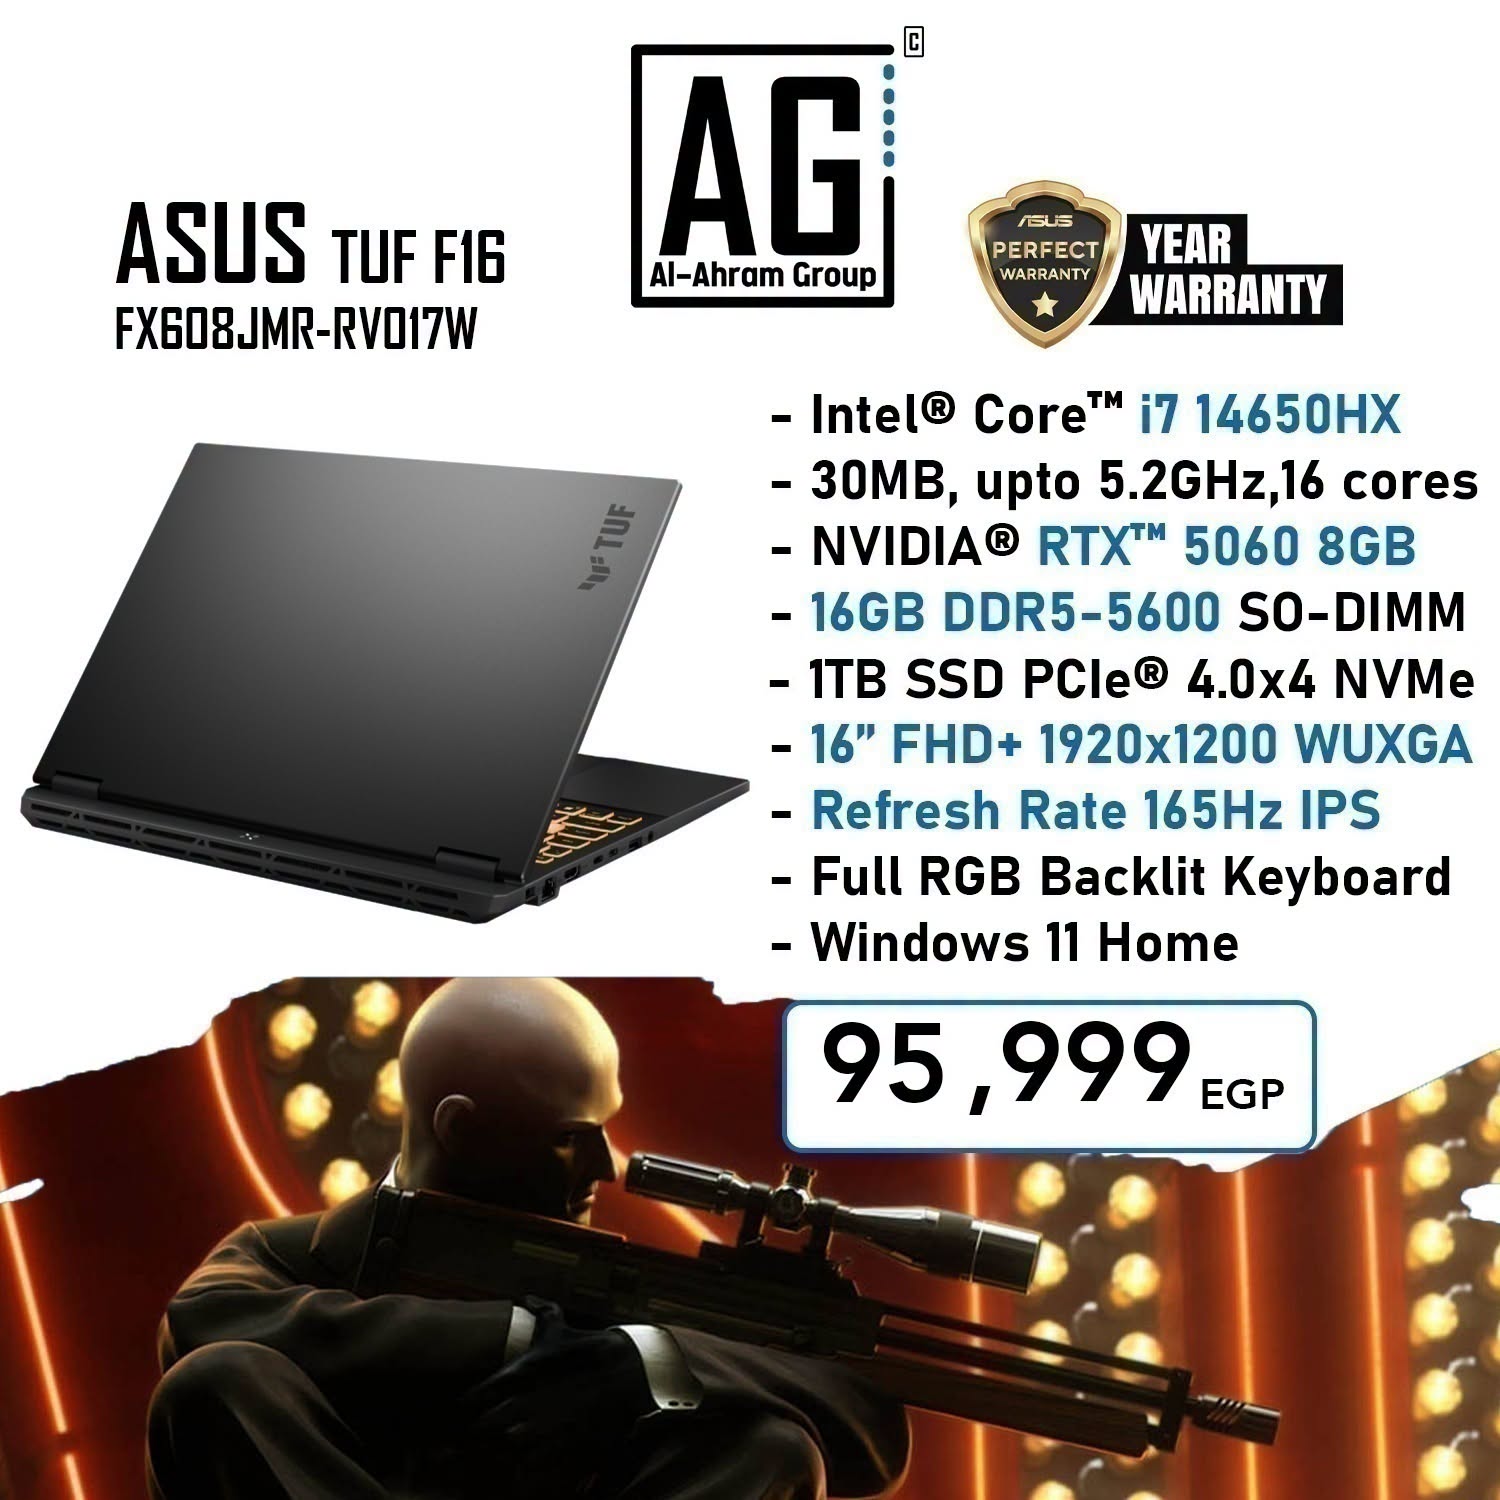 C
AG
Al-Ahram Group
ASUS TUF F16
FX608JMR-RV017W
ASUS
PERFECT
WARRANTY
YEAR
WARRANTY
TUF
- Intel® Core™ i7 14650HX
- 30MB, upto 5.2GHz,16 cores
- NVIDIA® RTX™ 5060 8GB
- 16GB DDR5-5600 SO-DIMM
- 1TB SSD PCIe® 4.0x4 NVMe
- 16” FHD+ 1920x1200 WUXGA
- Refresh Rate 165Hz IPS
- Full RGB Backlit Keyboard
- Windows 11 Home
95,999 EGP